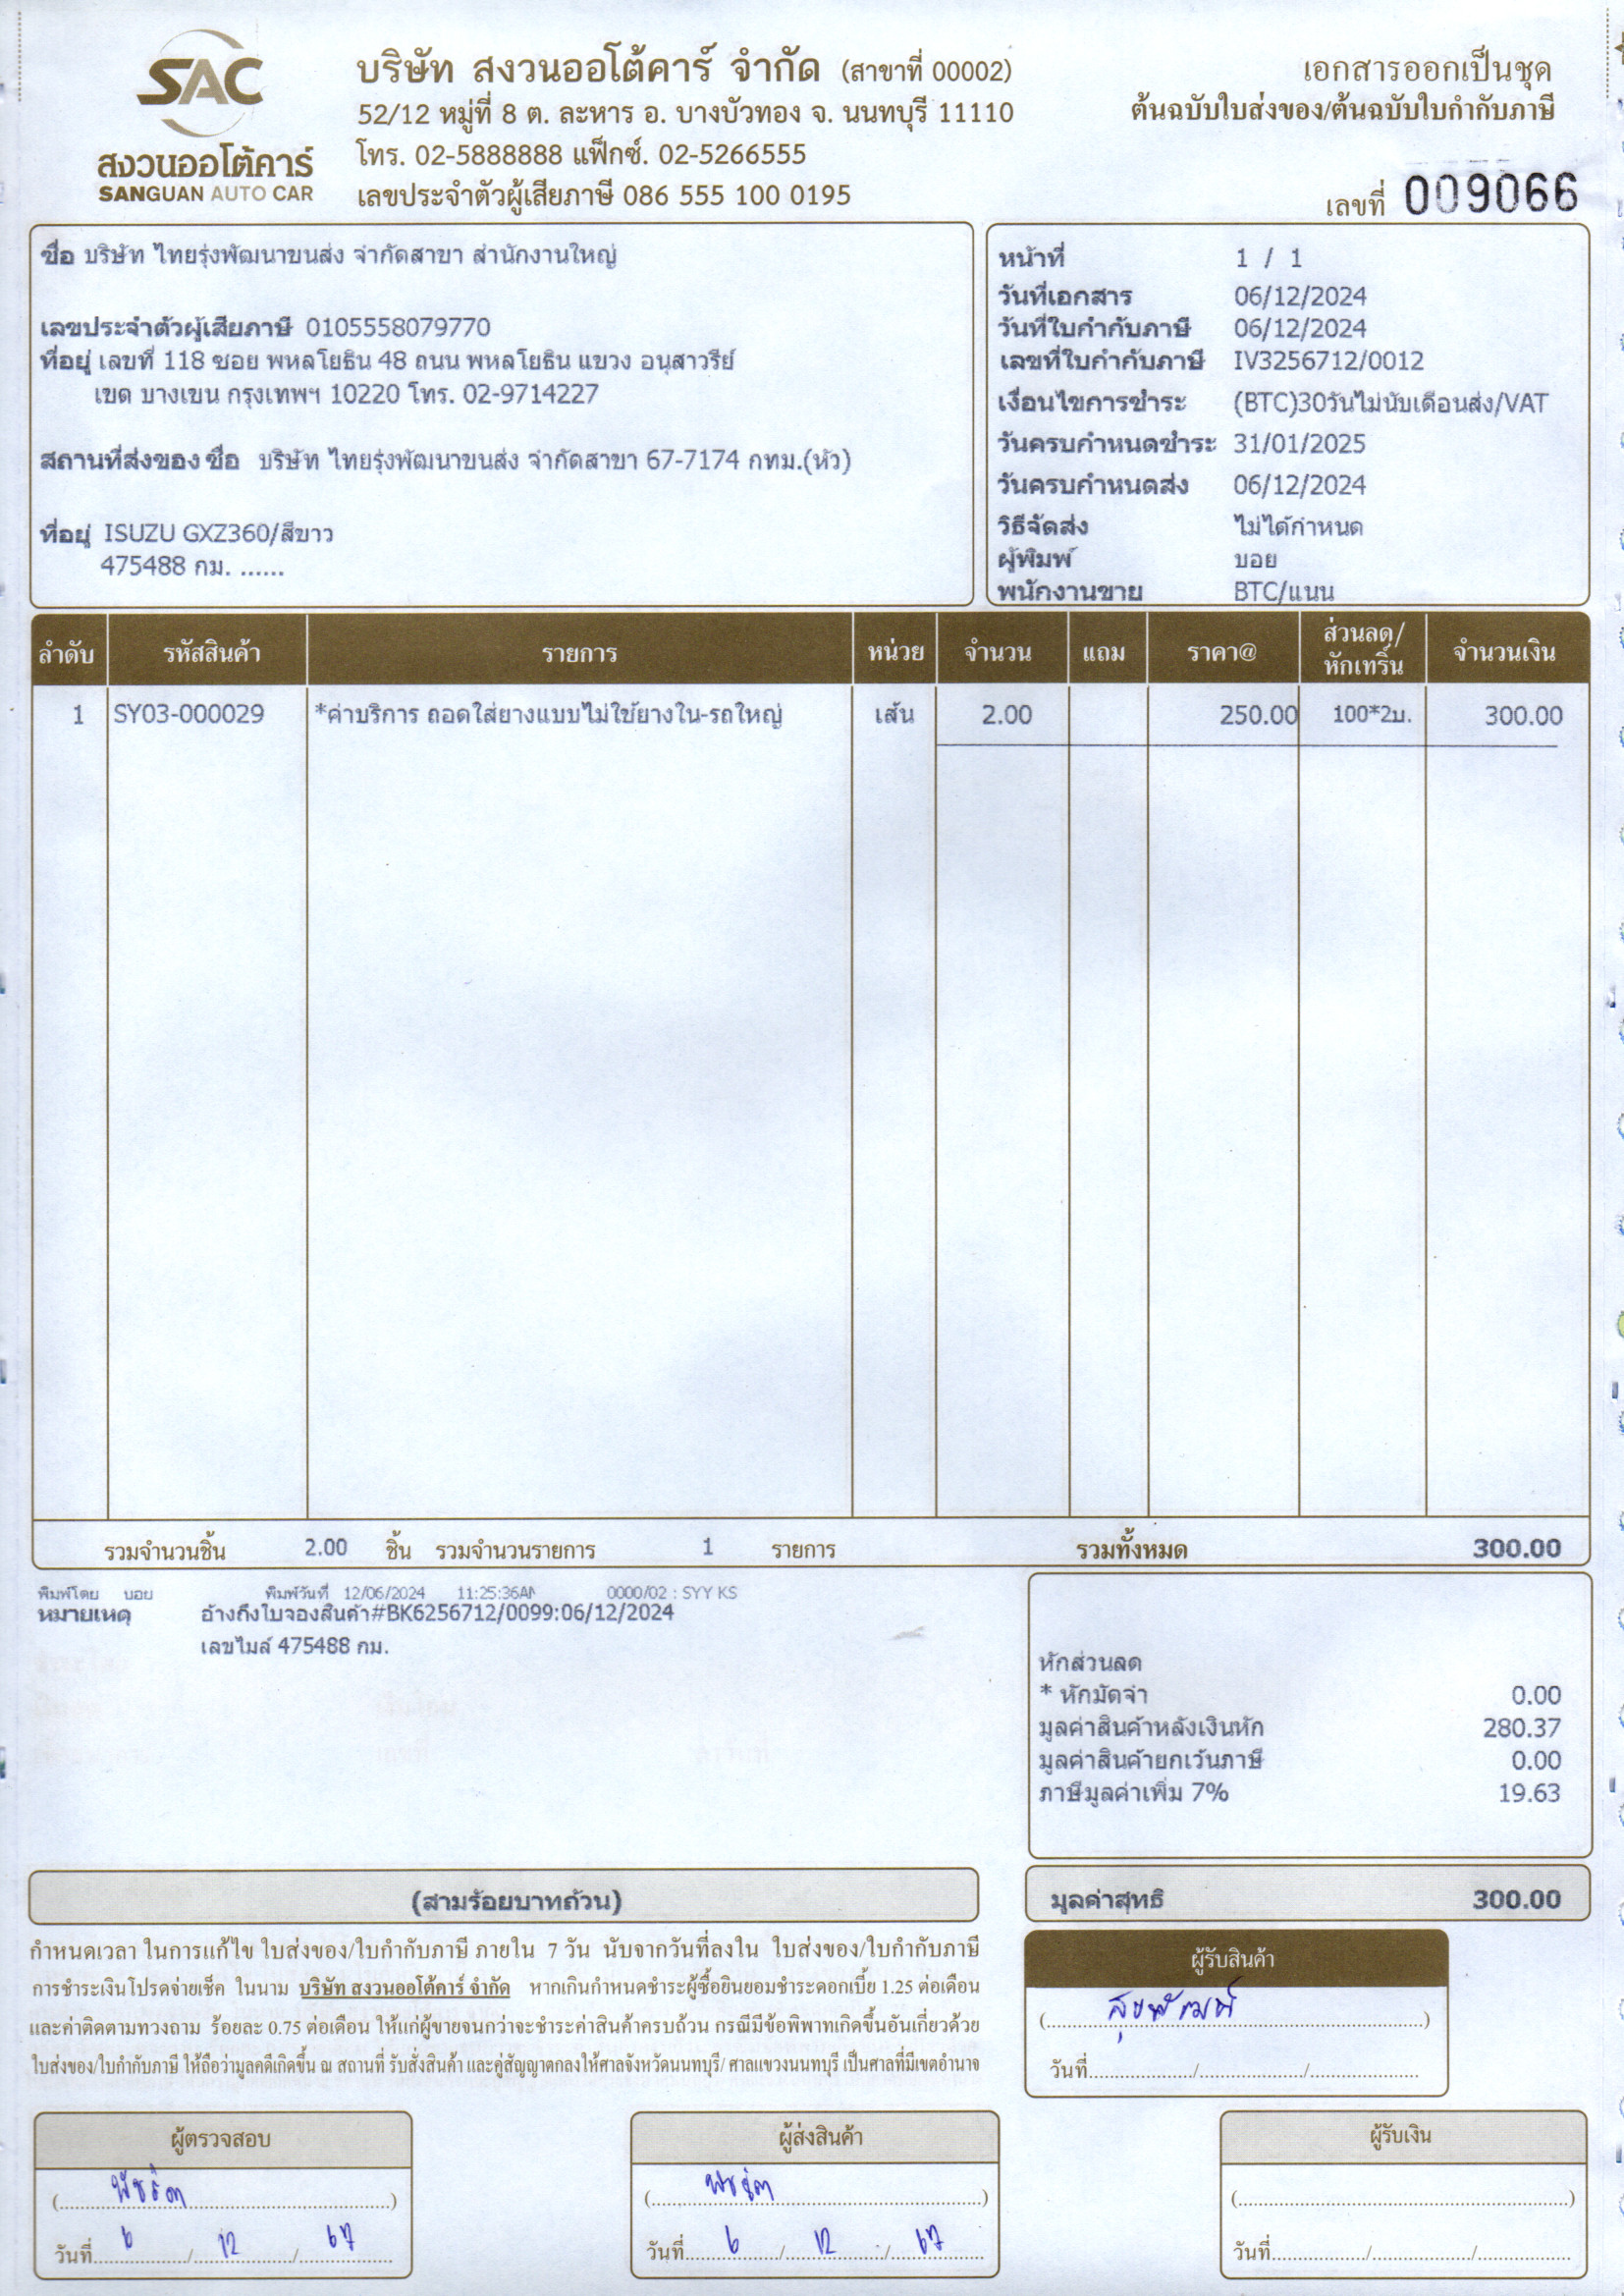 SAC
สงวนออโต้คาร์
SANGUAN AUTO CAR
บริษัท สงวนออโต้คาร์ จำกัด (สาขาที่ 00002)
52/12 หมู่ที่ 8 ต. ละหาร อ. บางบัวทอง จ. นนทบุรี 11110
โทร. 02-5888888 แฟ็กซ์. 02-5266555
เลขประจำตัวผู้เสียภาษี 086 555 100 0195
เอกสารออกเป็นชุด
ต้นฉบับใบส่งของ/ต้นฉบับใบกำกับภาษี
เลขที่ 009066
ชื่อ บริษัท ไทยรุ่งพัฒนาขนส่ง จำกัดสาขา สำนักงานใหญ่
เลขประจำตัวผู้เสียภาษี 0105558079770
ที่อยู่ เลขที่ 118 ซอย พหลโยธิน 48 ถนน พหลโยธิน แขวง อนุสาวรีย์
เขต บางเขน กรุงเทพฯ 10220 โทร. 02-9714227
สถานที่ส่งของ ชื่อ บริษัท ไทยรุ่งพัฒนาขนส่ง จำกัดสาขา 67-7174 กทม.(หัว)
ที่อยู่ ISUZU GXZ360/สีขาว
475488 กม. ......
หน้าที่ 1 / 1
วันที่เอกสาร 06/12/2024
วันที่ใบกำกับภาษี 06/12/2024
เลขที่ใบกำกับภาษี IV3256712/0012
เงื่อนไขการชำระ (BTC)30วันไม่นับเดือนส่ง/VAT
วันครบกำหนดชำระ 31/01/2025
วันครบกำหนดส่ง 06/12/2024
วิธีจัดส่ง ไม่ได้กำหนด
ผู้พิมพ์ บอย
พนักงานขาย BTC/แนน
ลำดับ รหัสสินค้า รายการ หน่วย จำนวน แถม ราคา@ ส่วนลด/หักเทริ์น จำนวนเงิน
1 SY03-000029 *ค่าบริการ ถอดใส่ยางแบบไม่ใช้ยางใน-รถใหญ่ เส้น 2.00 250.00 100*2บ. 300.00
รวมจำนวนชิ้น 2.00 ชิ้น รวมจำนวนรายการ 1 รายการ รวมทั้งหมด 300.00
พิมพ์โดย บอย พิมพ์วันที่ 12/06/2024 11:25:36AM 0000/02 : SYY KS
หมายเหตุ อ้างถึงใบจองสินค้า#BK6256712/0099:06/12/2024
เลขไมล์ 475488 กม.
หักส่วนลด
* หักมัดจำ 0.00
มูลค่าสินค้าหลังเงินหัก 280.37
มูลค่าสินค้ายกเว้นภาษี 0.00
ภาษีมูลค่าเพิ่ม 7% 19.63
(สามร้อยบาทถ้วน)
มูลค่าสุทธิ 300.00
กำหนดเวลา ในการแก้ไข ใบส่งของ/ใบกำกับภาษี ภายใน 7 วัน นับจากวันที่ลงใน ใบส่งของ/ใบกำกับภาษี
การชำระเงินโปรดจ่ายเช็ค ในนาม บริษัท สงวนออโต้คาร์ จำกัด หากเกินกำหนดชำระผู้ซื้อยินยอมชำระดอกเบี้ย 1.25 ต่อเดือน
และค่าติดตามทวงถาม ร้อยละ 0.75 ต่อเดือน ให้แก่ผู้ขายจนกว่าจะชำระค่าสินค้าครบถ้วน กรณีมีข้อพิพาทเกิดขึ้นอันเกี่ยวด้วย
ใบส่งของ/ใบกำกับภาษี ให้ถือว่ามูลคดีเกิดขึ้น ณ สถานที่ รับสั่งสินค้า และคู่สัญญาตกลงให้ศาลจังหวัดนนทบุรี/ ศาลแขวงนนทบุรี เป็นศาลที่มีเขตอำนาจ
ผู้รับสินค้า
วันที่......../......../........
ผู้ตรวจสอบ
(....พัชรีดา....)
วันที่ 6 / 12 / 67
ผู้ส่งสินค้า
วันที่ 6 / 12 / 67
ผู้รับเงิน
(........)
วันที่......../......../........